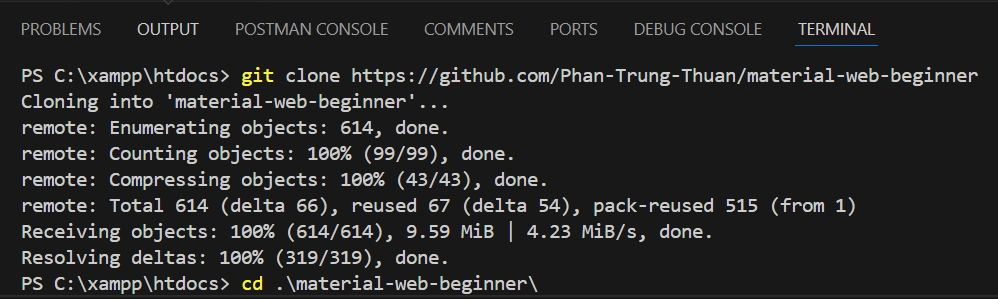 PROBLEMS OUTPUT POSTMAN CONSOLE COMMENTS PORTS DEBUG CONSOLE TERMINAL
PS C:\xampp\htdocs> git clone https://github.com/Phan-Trung-Thuan/material-web-beginner
Cloning into 'material-web-beginner'...
remote: Enumerating objects: 614, done.
remote: Counting objects: 100% (99/99), done.
remote: Compressing objects: 100% (43/43), done.
remote: Total 614 (delta 66), reused 67 (delta 54), pack-reused 515 (from 1)
Receiving objects: 100% (614/614), 9.59 MiB | 4.23 MiB/s, done.
Resolving deltas: 100% (319/319), done.
PS C:\xampp\htdocs> cd .\material-web-beginner\